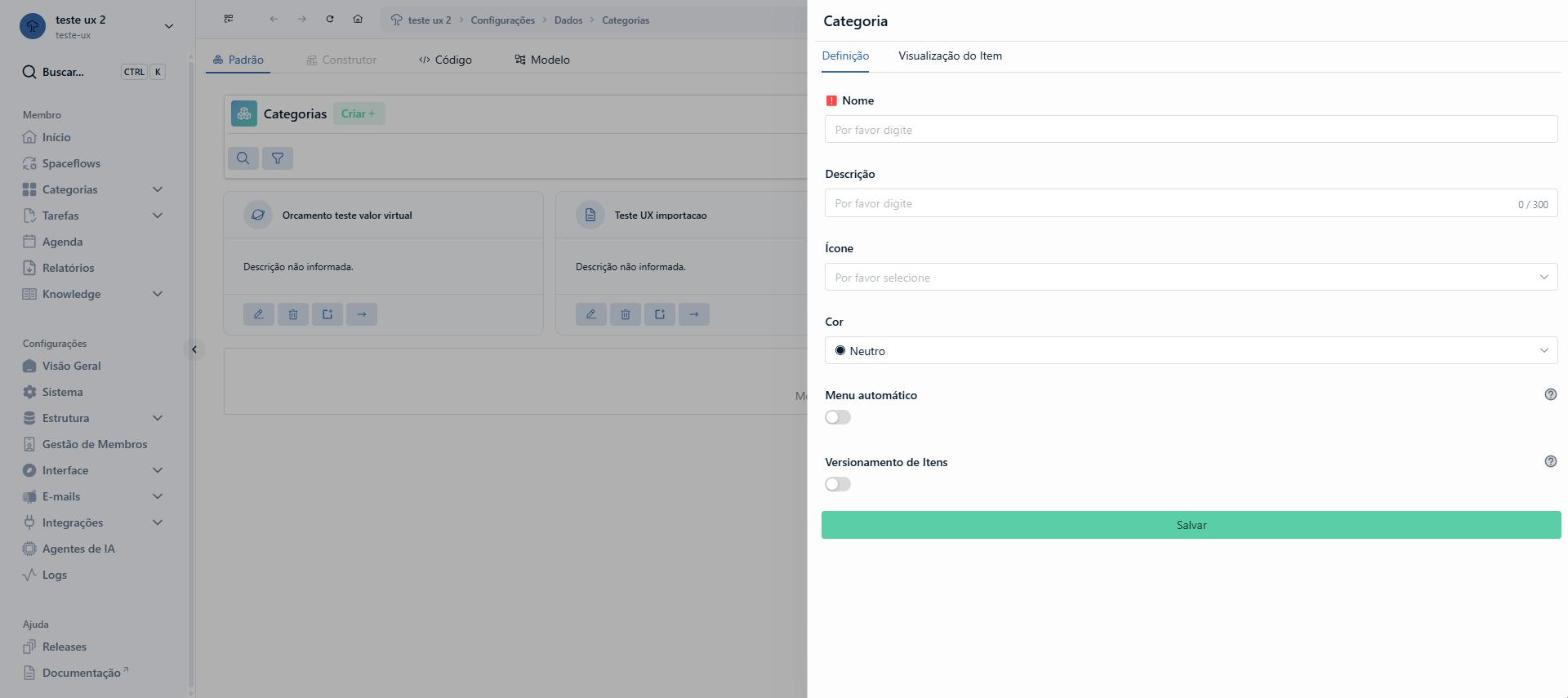 teste ux 2
teste-ux
Buscar...
CTRL K
Membro
Início
Spaceflows
Categorias
Tarefas
Agenda
Relatórios
Knowledge
Configurações
Visão Geral
Sistema
Estrutura
Gestão de Membros
Interface
E-mails
Integrações
Agentes de IA
Logs
Ajuda
Releases
Documentação
teste ux 2 > Configurações > Dados > Categorias
Padrão
Construtor
Código
Modelo
Categorias
Criar +
Orcamento teste valor virtual
Descrição não informada.
Teste UX importacao
Descrição não informada.
Categoria
Definição
Visualização do Item
Nome
Por favor digite
Descrição
Por favor digite
0 / 300
Ícone
Por favor selecione
Cor
Neutro
Menu automático
Versionamento de Itens
Salvar